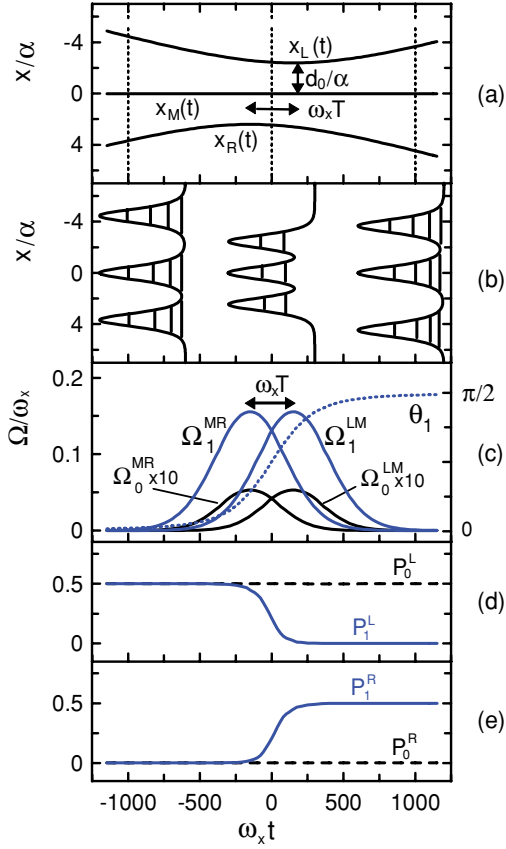 x/α
-4
0
4
x_L(t)
d_0/α
x_M(t)
ω_xT
x_R(t)
(a)
x/α
-4
0
4
(b)
Ω/ω_x
0.2
0.1
0
ω_xT
Ω_1^MR
Ω_1^LM
Ω_0^MR x10
Ω_0^LM x10
θ_1
π/2
0
(c)
0.5
0
P_0^L
P_1^L
(d)
0.5
0
P_1^R
P_0^R
(e)
-1000 -500 0 500 1000
ω_x t